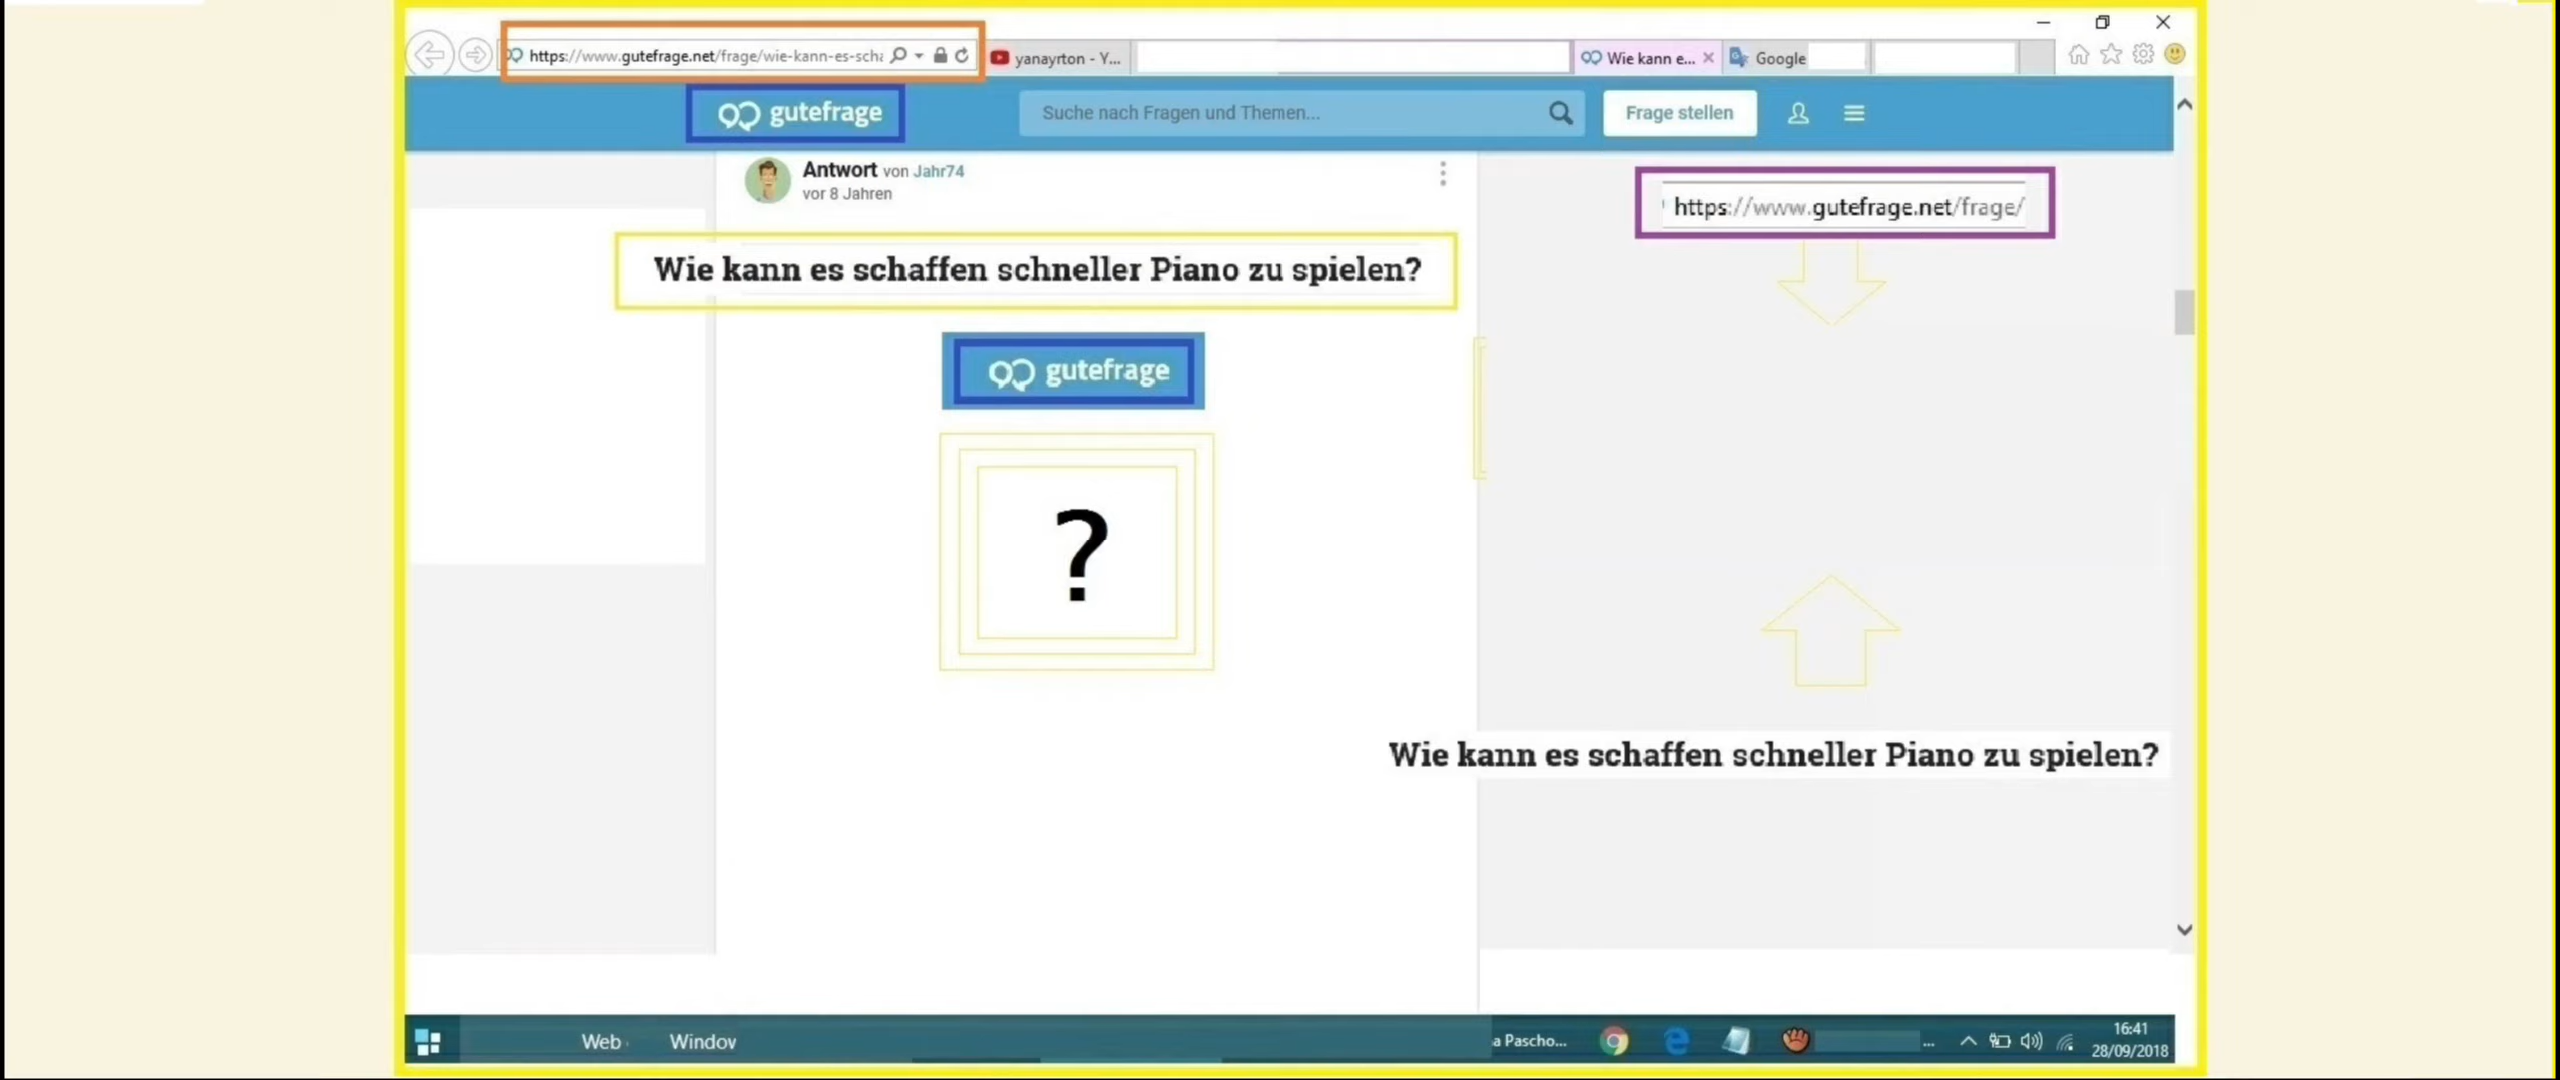 https://www.gutefrage.net/frage/wie-kann-es-scha
yanayrton - Y...
Wie kann e...
Google
gutefrage
Suche nach Fragen und Themen...
Frage stellen
Antwort von Jahr74
vor 8 Jahren
https://www.gutefrage.net/frage/
Wie kann es schaffen schneller Piano zu spielen?
gutefrage
?
Wie kann es schaffen schneller Piano zu spielen?
Web
Window
a Pascho...
...
16:41
28/09/2018